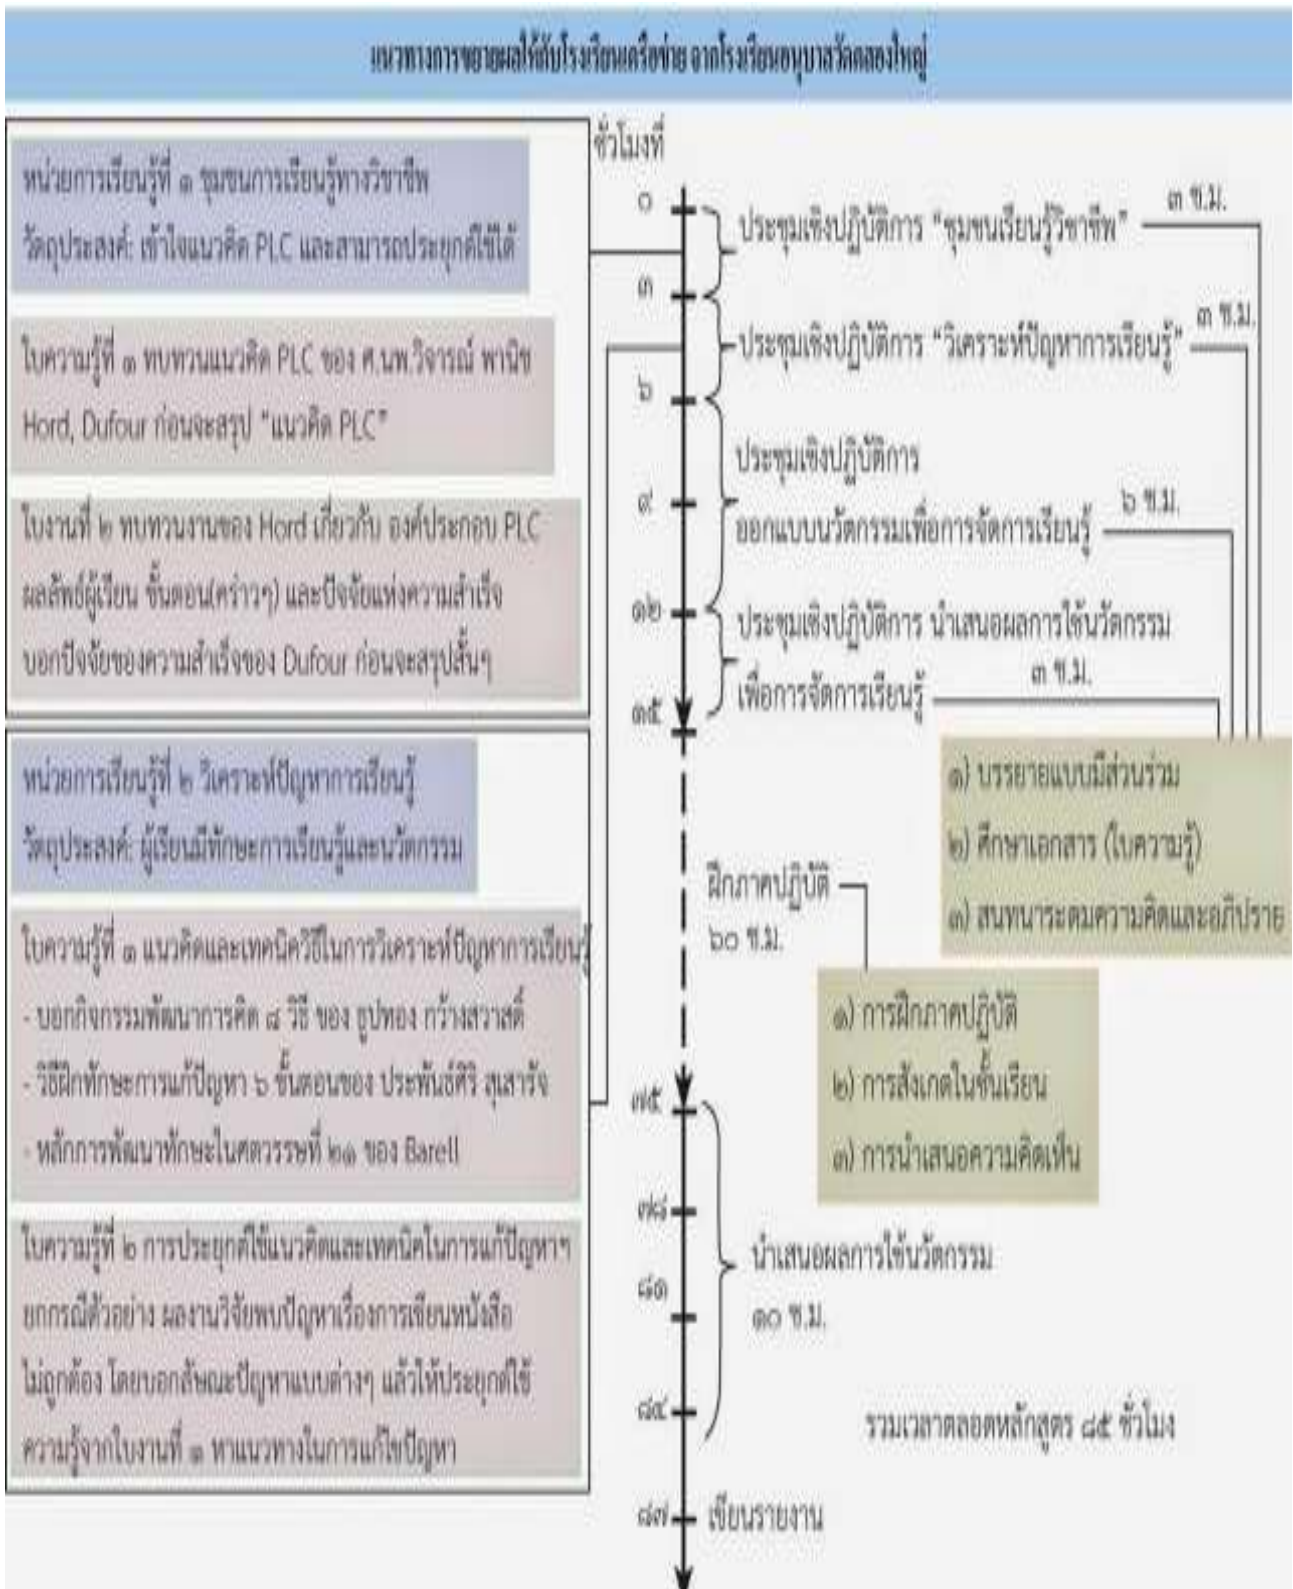 แนวทางการขยายผลให้กับโรงเรียนเครือข่าย จากโรงเรียนอนุบาลวัดคลองใหญ่
หน่วยการเรียนรู้ที่ ๑ ชุมชนการเรียนรู้ทางวิชาชีพ
วัตถุประสงค์: เข้าใจแนวคิด PLC และสามารถประยุกต์ใช้ได้
ใบความรู้ที่ ๑ ทบทวนแนวคิด PLC ของ ศ.นพ.วิจารณ์ พานิช
Hord, Dufour ก่อนจะสรุป “แนวคิด PLC”
ใบงานที่ ๒ ทบทวนงานของ Hord เกี่ยวกับ องค์ประกอบ PLC
ผลลัพธ์ผู้เรียน ขั้นตอน(คร่าวๆ) และปัจจัยแห่งความสำเร็จ
บอกปัจจัยของความสำเร็จของ Dufour ก่อนจะสรุปสั้นๆ
หน่วยการเรียนรู้ที่ ๒ วิเคราะห์ปัญหาการเรียนรู้
วัตถุประสงค์: ผู้เรียนมีทักษะการเรียนรู้และนวัตกรรม
ใบความรู้ที่ ๑ แนวคิดและเทคนิควิธีในการวิเคราะห์ปัญหาการเรียนรู้
- บอกกิจกรรมพัฒนาการคิด ๘ วิธี ของ ธูปทอง กว้างสวาสดิ์
- วิธีฝึกทักษะการแก้ปัญหา ๖ ขั้นตอนของ ประพันธ์ศิริ สุเสารัจ
- หลักการพัฒนาทักษะในศตวรรษที่ ๒๑ ของ Barell
ใบความรู้ที่ ๒ การประยุกต์ใช้แนวคิดและเทคนิคในการแก้ปัญหาฯ
ยกกรณีตัวอย่าง ผลงานวิจัยพบปัญหาเรื่องการเขียนหนังสือ
ไม่ถูกต้อง โดยบอกลักษณะปัญหาแบบต่างๆ แล้วให้ประยุกต์ใช้
ความรู้จากใบงานที่ ๑ หาแนวทางในการแก้ไขปัญหา
ชั่วโมงที่
๐
๓
๖
๙
๑๒
๑๕
๗๕
๗๘
๘๑
๘๔
๘๗
ประชุมเชิงปฏิบัติการ “ชุมชนเรียนรู้วิชาชีพ”
๓ ช.ม.
ประชุมเชิงปฏิบัติการ “วิเคราะห์ปัญหาการเรียนรู้”
๓ ช.ม.
ประชุมเชิงปฏิบัติการ
ออกแบบนวัตกรรมเพื่อการจัดการเรียนรู้
๖ ช.ม.
ประชุมเชิงปฏิบัติการ นำเสนอผลการใช้นวัตกรรม
เพื่อการจัดการเรียนรู้
๓ ช.ม.
๑) บรรยายแบบมีส่วนร่วม
๒) ศึกษาเอกสาร (ใบความรู้)
๓) สนทนาระดมความคิดและอภิปราย
ฝึกภาคปฏิบัติ
๖๐ ช.ม.
๑) การฝึกภาคปฏิบัติ
๒) การสังเกตในชั้นเรียน
๓) การนำเสนอความคิดเห็น
นำเสนอผลการใช้นวัตกรรม
๑๐ ช.ม.
รวมเวลาตลอดหลักสูตร ๘๕ ชั่วโมง
เขียนรายงาน